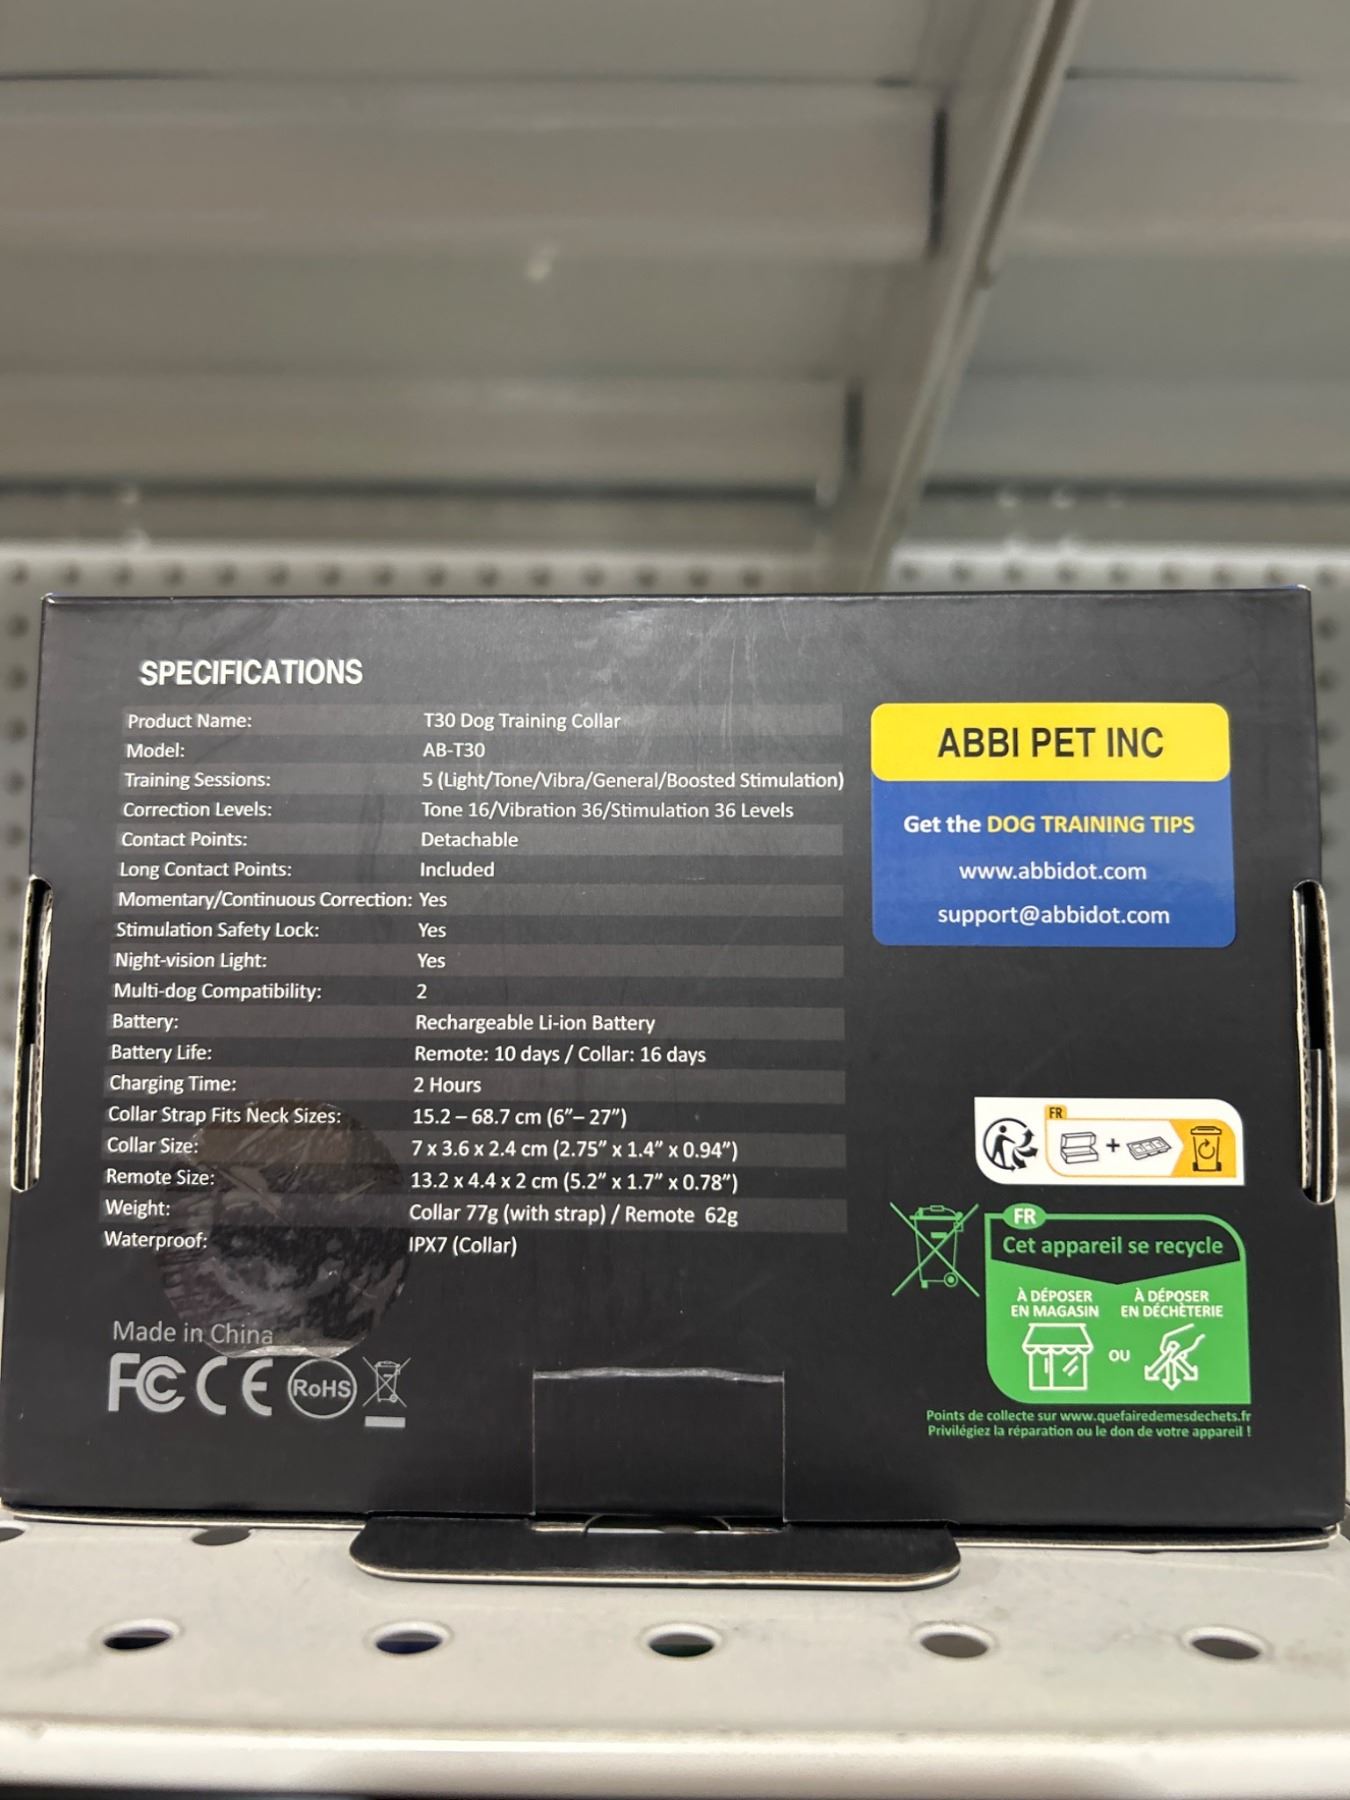 SPECIFICATIONS
Product Name: T30 Dog Training Collar
Model: AB-T30
Training Sessions: 5 (Light/Tone/Vibra/General/Boosted Stimulation)
Correction Levels: Tone 16/Vibration 36/Stimulation 36 Levels
Contact Points: Detachable
Long Contact Points: Included
Momentary/Continuous Correction: Yes
Stimulation Safety Lock: Yes
Night-vision Light: Yes
Multi-dog Compatibility: 2
Battery: Rechargeable Li-ion Battery
Battery Life: Remote: 10 days / Collar: 16 days
Charging Time: 2 Hours
Collar Strap Fits Neck Sizes: 15.2 – 68.7 cm (6”– 27”)
Collar Size: 7 x 3.6 x 2.4 cm (2.75” x 1.4” x 0.94”)
Remote Size: 13.2 x 4.4 x 2 cm (5.2” x 1.7” x 0.78”)
Weight: Collar 77g (with strap) / Remote 62g
Waterproof: IPX7 (Collar)
Made in China
FC CE RoHS
ABBI PET INC
Get the DOG TRAINING TIPS
www.abbidot.com
support@abbidot.com
FR
+
FR
Cet appareil se recycle
À DÉPOSER À DÉPOSER
EN MAGASIN EN DÉCHÈTERIE
OU
Points de collecte sur www.quefairedemesdechets.fr
Privilégiez la réparation ou le don de votre appareil !